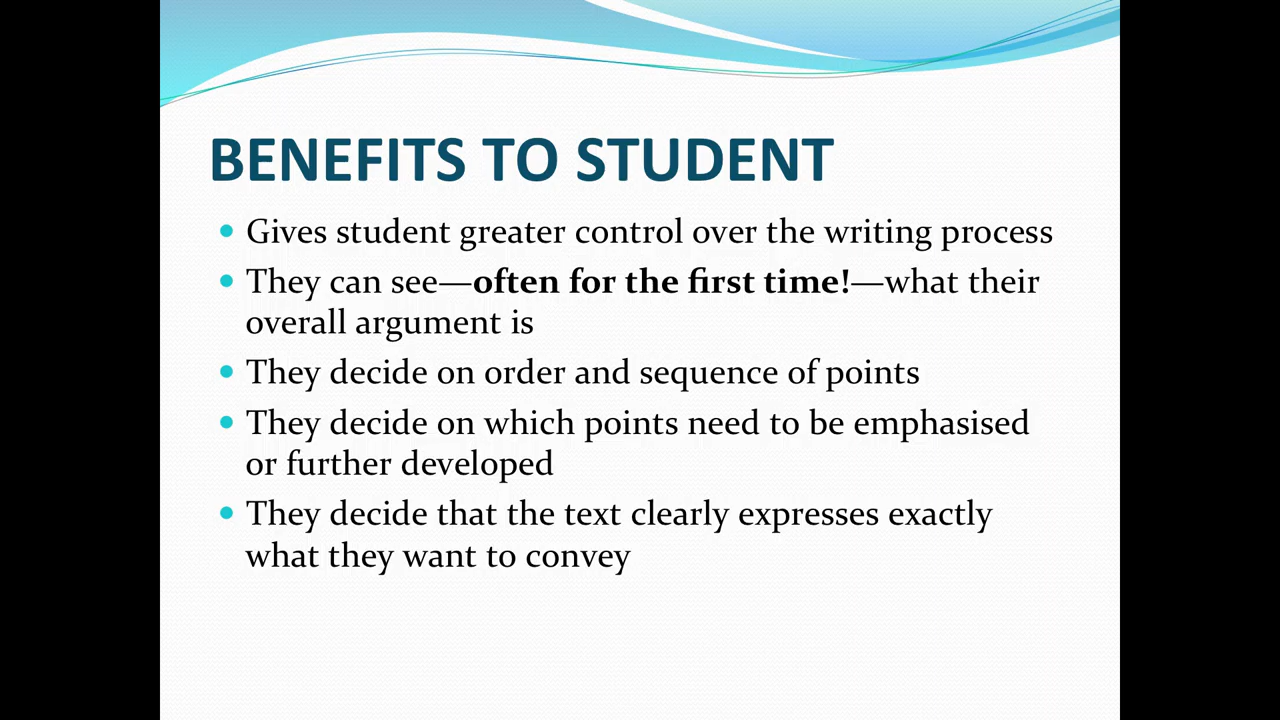 BENEFITS TO STUDENT
• Gives student greater control over the writing process
• They can see—often for the first time!—what their
overall argument is
• They decide on order and sequence of points
• They decide on which points need to be emphasised
or further developed
• They decide that the text clearly expresses exactly
what they want to convey